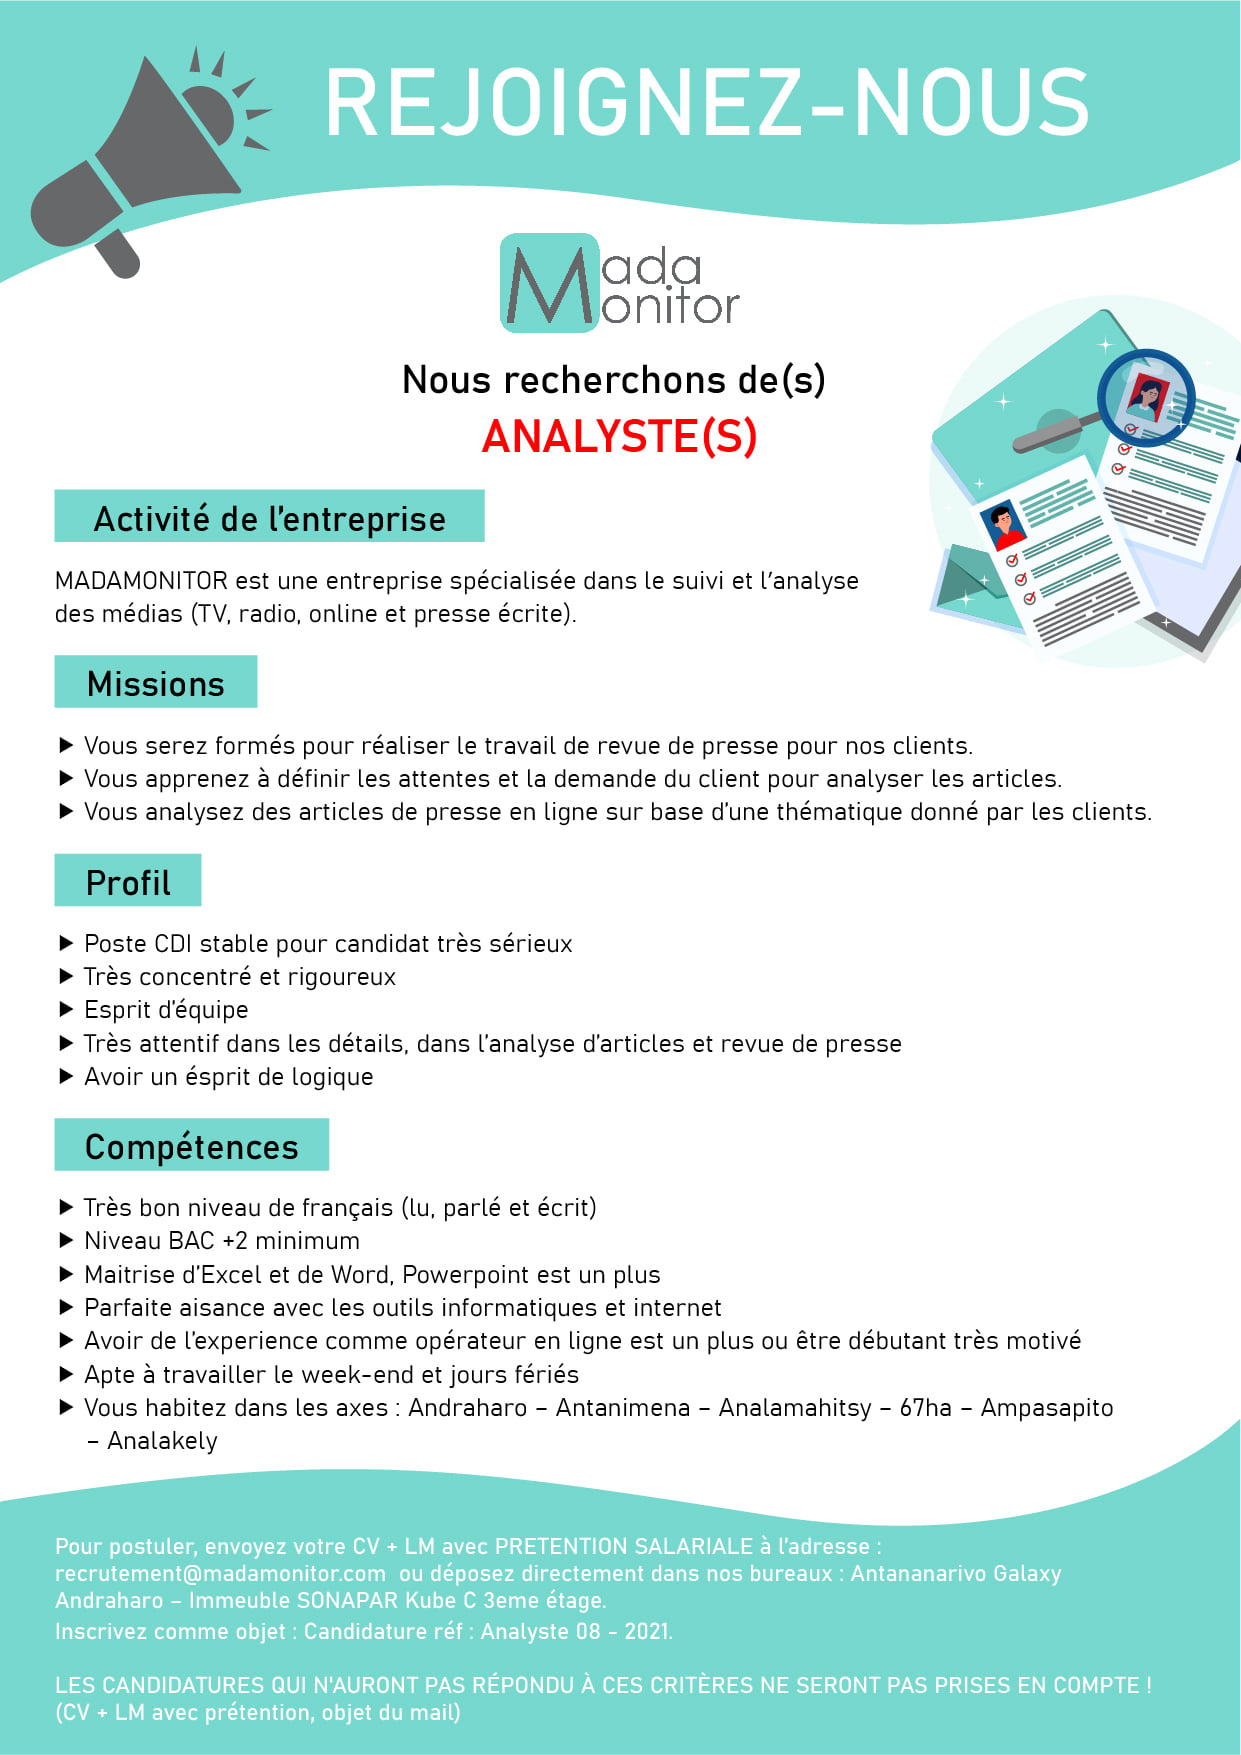 REJOIGNEZ-NOUS
Mada
Monitor
Nous recherchons de(s)
ANALYSTE(S)
Activité de l'entreprise
MADAMONITOR est une entreprise spécialisée dans le suivi et l'analyse
des médias (TV, radio, online et presse écrite).
Missions
Vous serez formés pour réaliser le travail de revue de presse pour nos clients.
Vous apprenez à définir les attentes et la demande du client pour analyser les articles.
Vous analysez des articles de presse en ligne sur base d'une thématique donné par les clients.
Profil
Poste CDI stable pour candidat très sérieux
Très concentré et rigoureux
Esprit d'équipe
Très attentif dans les détails, dans l'analyse d'articles et revue de presse
Avoir un ésprit de logique
Compétences
Très bon niveau de français (lu, parlé et écrit)
Niveau BAC +2 minimum
Maitrise d'Excel et de Word, Powerpoint est un plus
Parfaite aisance avec les outils informatiques et internet
Avoir de l'experience comme opérateur en ligne est un plus ou être débutant très motivé
Apte à travailler le week-end et jours fériés
Vous habitez dans les axes : Andraharo – Antanimena – Analamahitsy – 67ha – Ampasapito
– Analakely
Pour postuler, envoyez votre CV + LM avec PRETENTION SALARIALE à l'adresse :
recrutement@madamonitor.com ou déposez directement dans nos bureaux : Antananarivo Galaxy
Andraharo – Immeuble SONAPAR Kube C 3eme étage.
Inscrivez comme objet : Candidature réf : Analyste 08 - 2021.
LES CANDIDATURES QUI N'AURONT PAS RÉPONDU À CES CRITÈRES NE SERONT PAS PRISES EN COMPTE !
(CV + LM avec prétention, objet du mail)